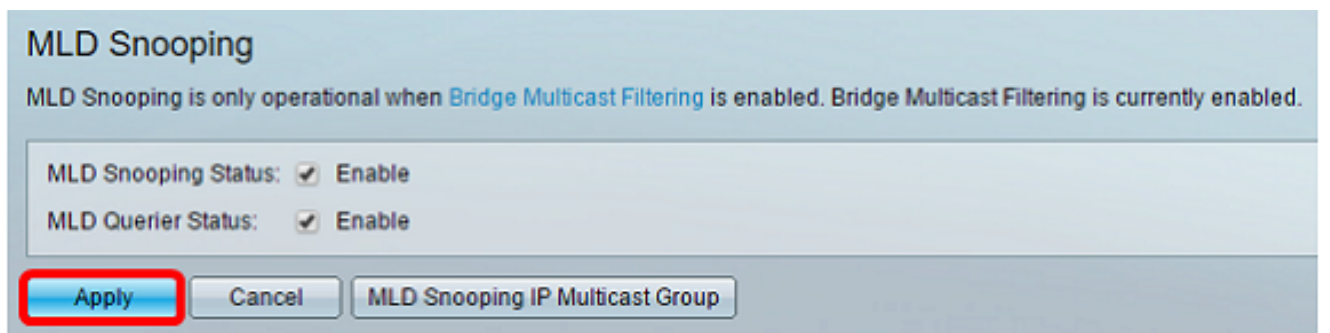 MLD Snooping
MLD Snooping is only operational when Bridge Multicast Filtering is enabled. Bridge Multicast Filtering is currently enabled.
MLD Snooping Status: Enable
MLD Querier Status: Enable
Apply Cancel MLD Snooping IP Multicast Group